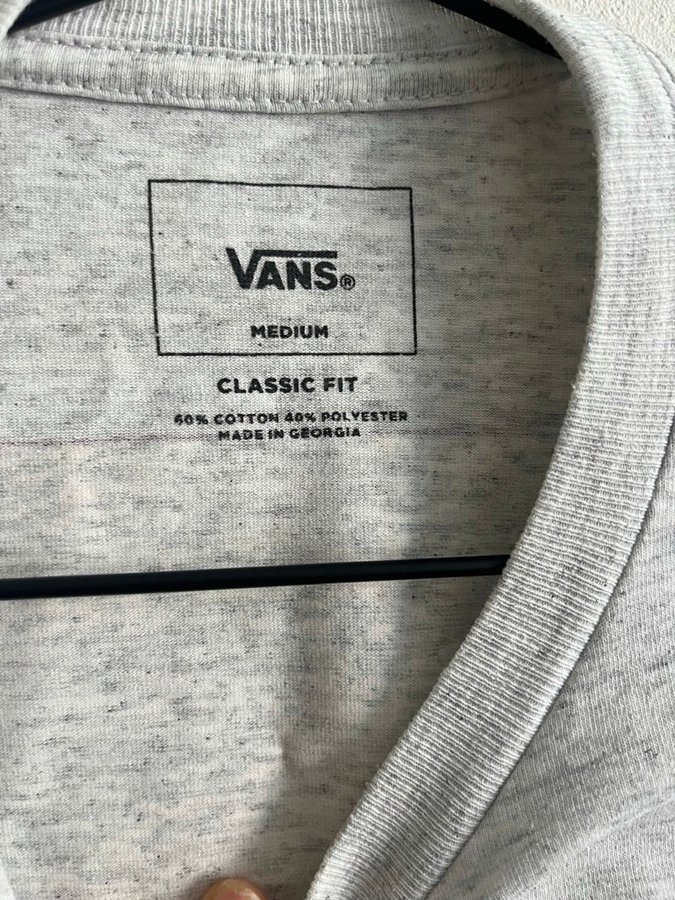 VANS®
MEDIUM
CLASSIC FIT
60% COTTON 40% POLYESTER
MADE IN GEORGIA